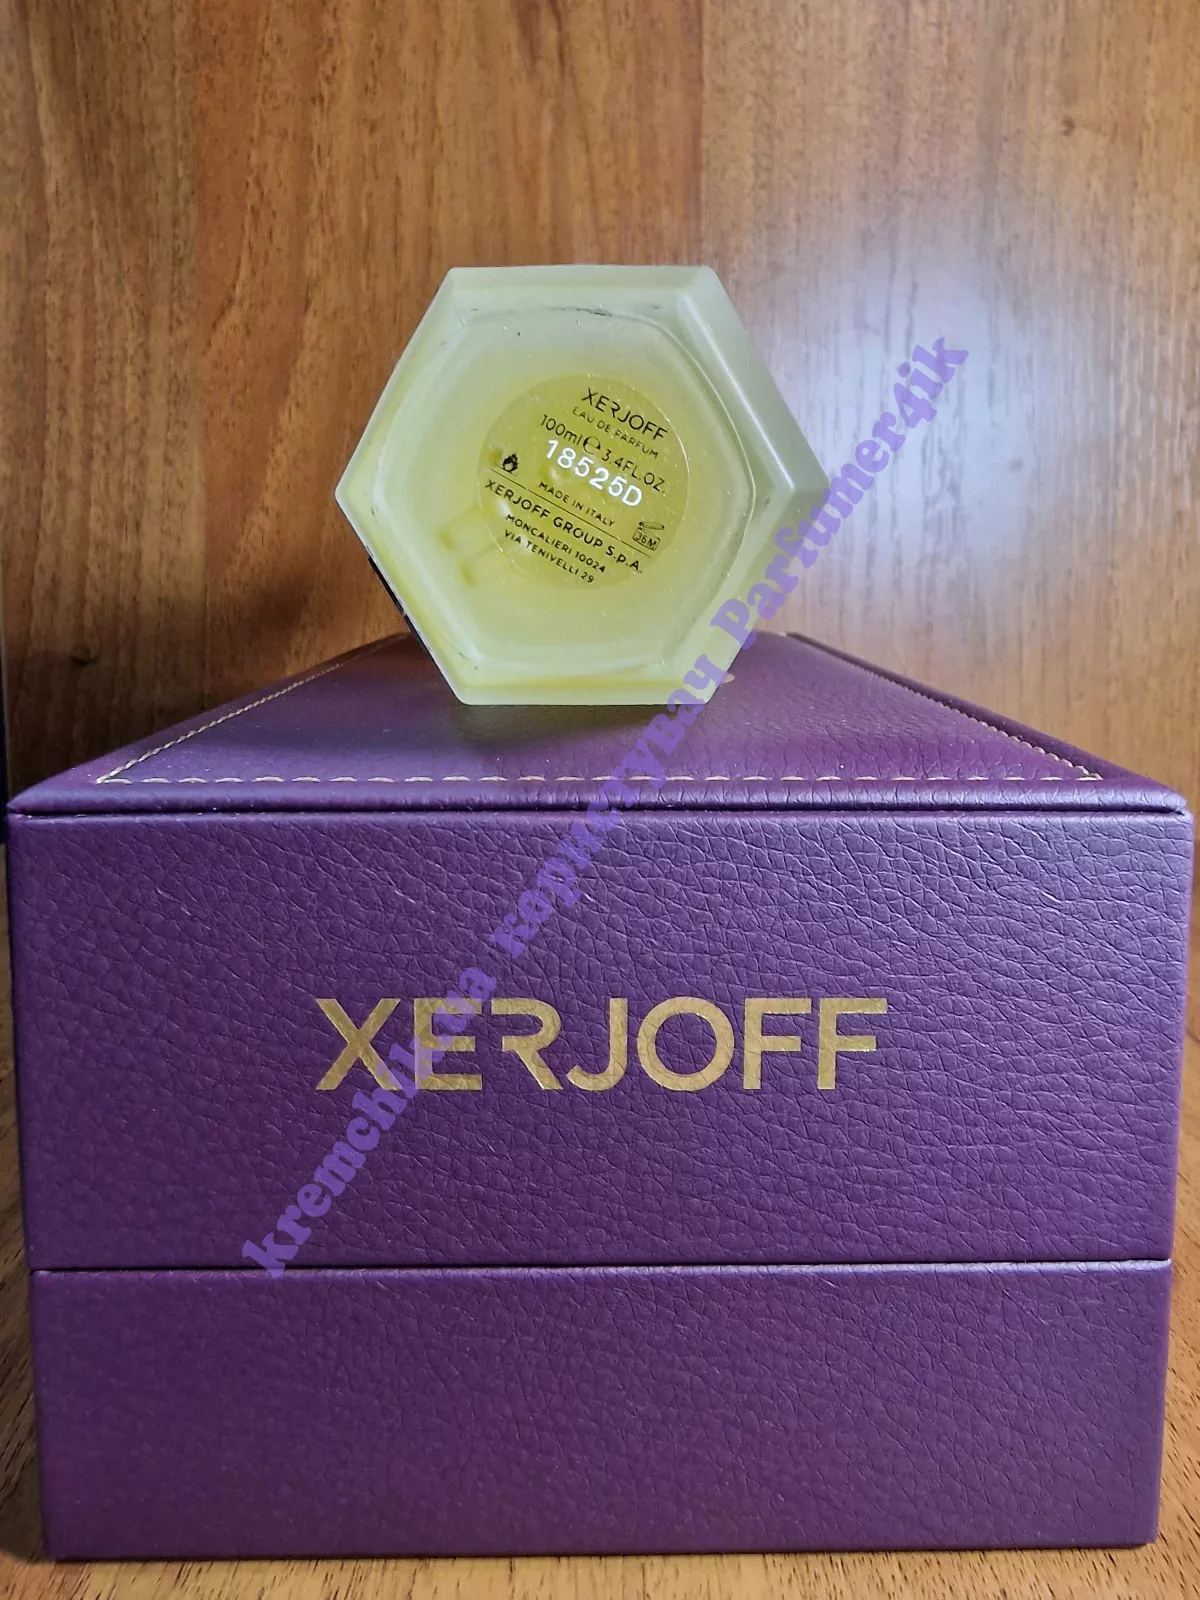 XERJOFF
EAU DE PARFUM
100ml ℮ 3.4FL.OZ.
18525D
MADE IN ITALY
36M
XERJOFF GROUP S.p.A.
MONCALIERI 10024
VIA TENIVELLI 29
XERJOFF
користуВач Parfumer4ik